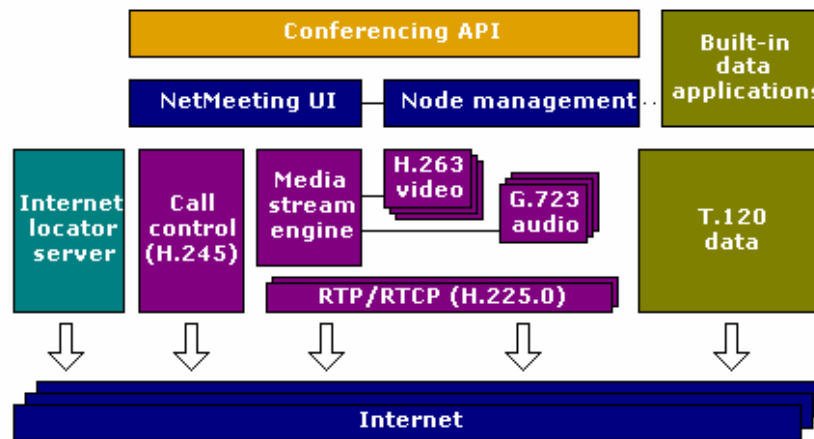 Conferencing API
Built-in
data
applications
NetMeeting UI
Node management
Internet
locator
server
Call
control
(H.245)
Media
stream
engine
H.263
video
G.723
audio
T.120
data
RTP/RTCP (H.225.0)
Internet